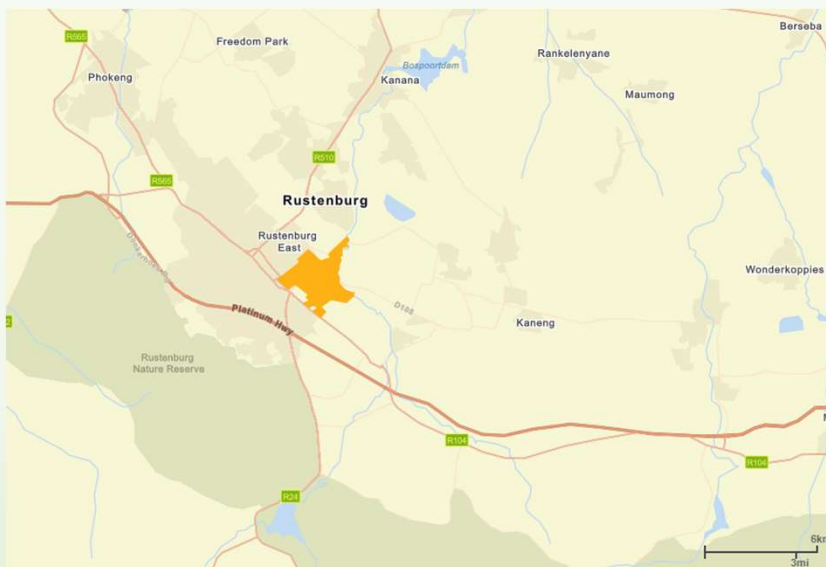 R565
Freedom Park
Berseba
Phokeng
Bospoortdam
Rankelenyane
Kanana
Maumong
R510
R565
Rustenburg
Rustenburg
East
Wonderkoppies
D108
Platinum Hwy
Kaneng
Rustenburg
Nature Reserve
R104
R104
R24
6km
3mi